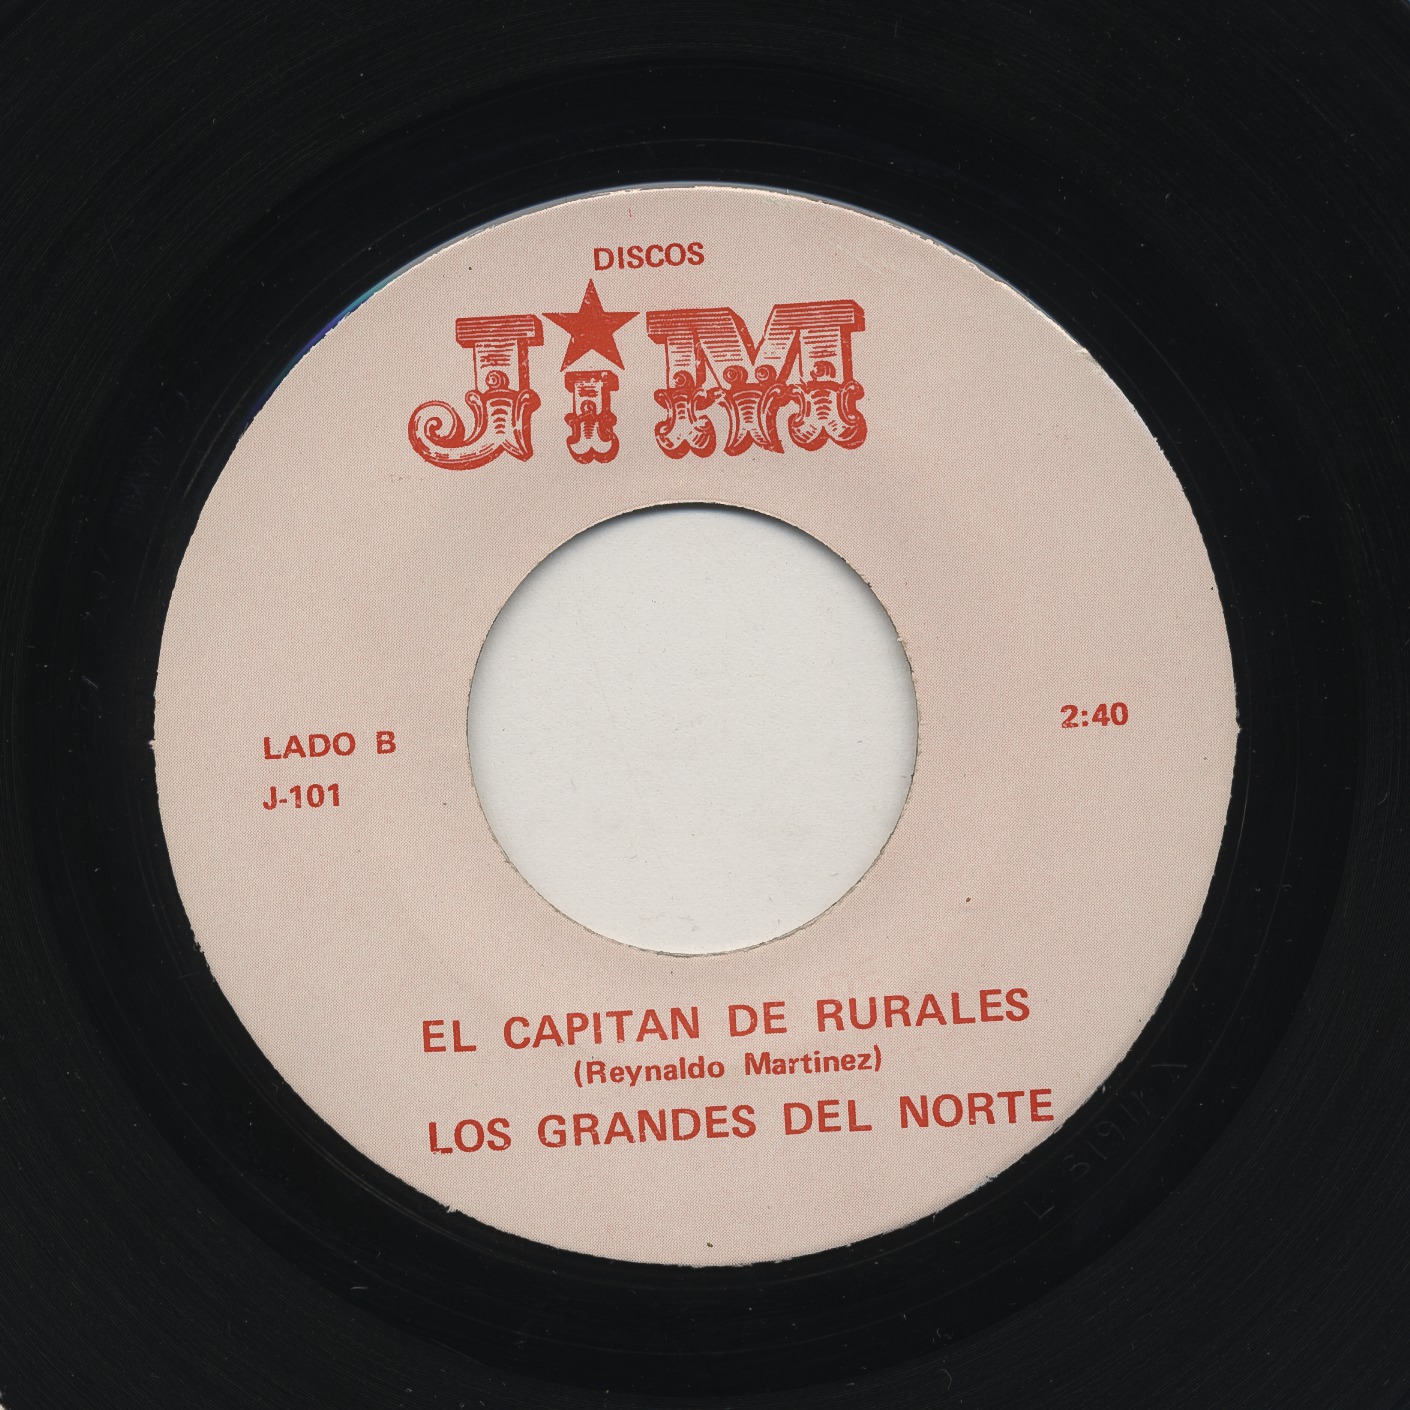 DISCOS
JiM
LADO B
J-101
2:40
EL CAPITAN DE RURALES
(Reynaldo Martinez)
LOS GRANDES DEL NORTE